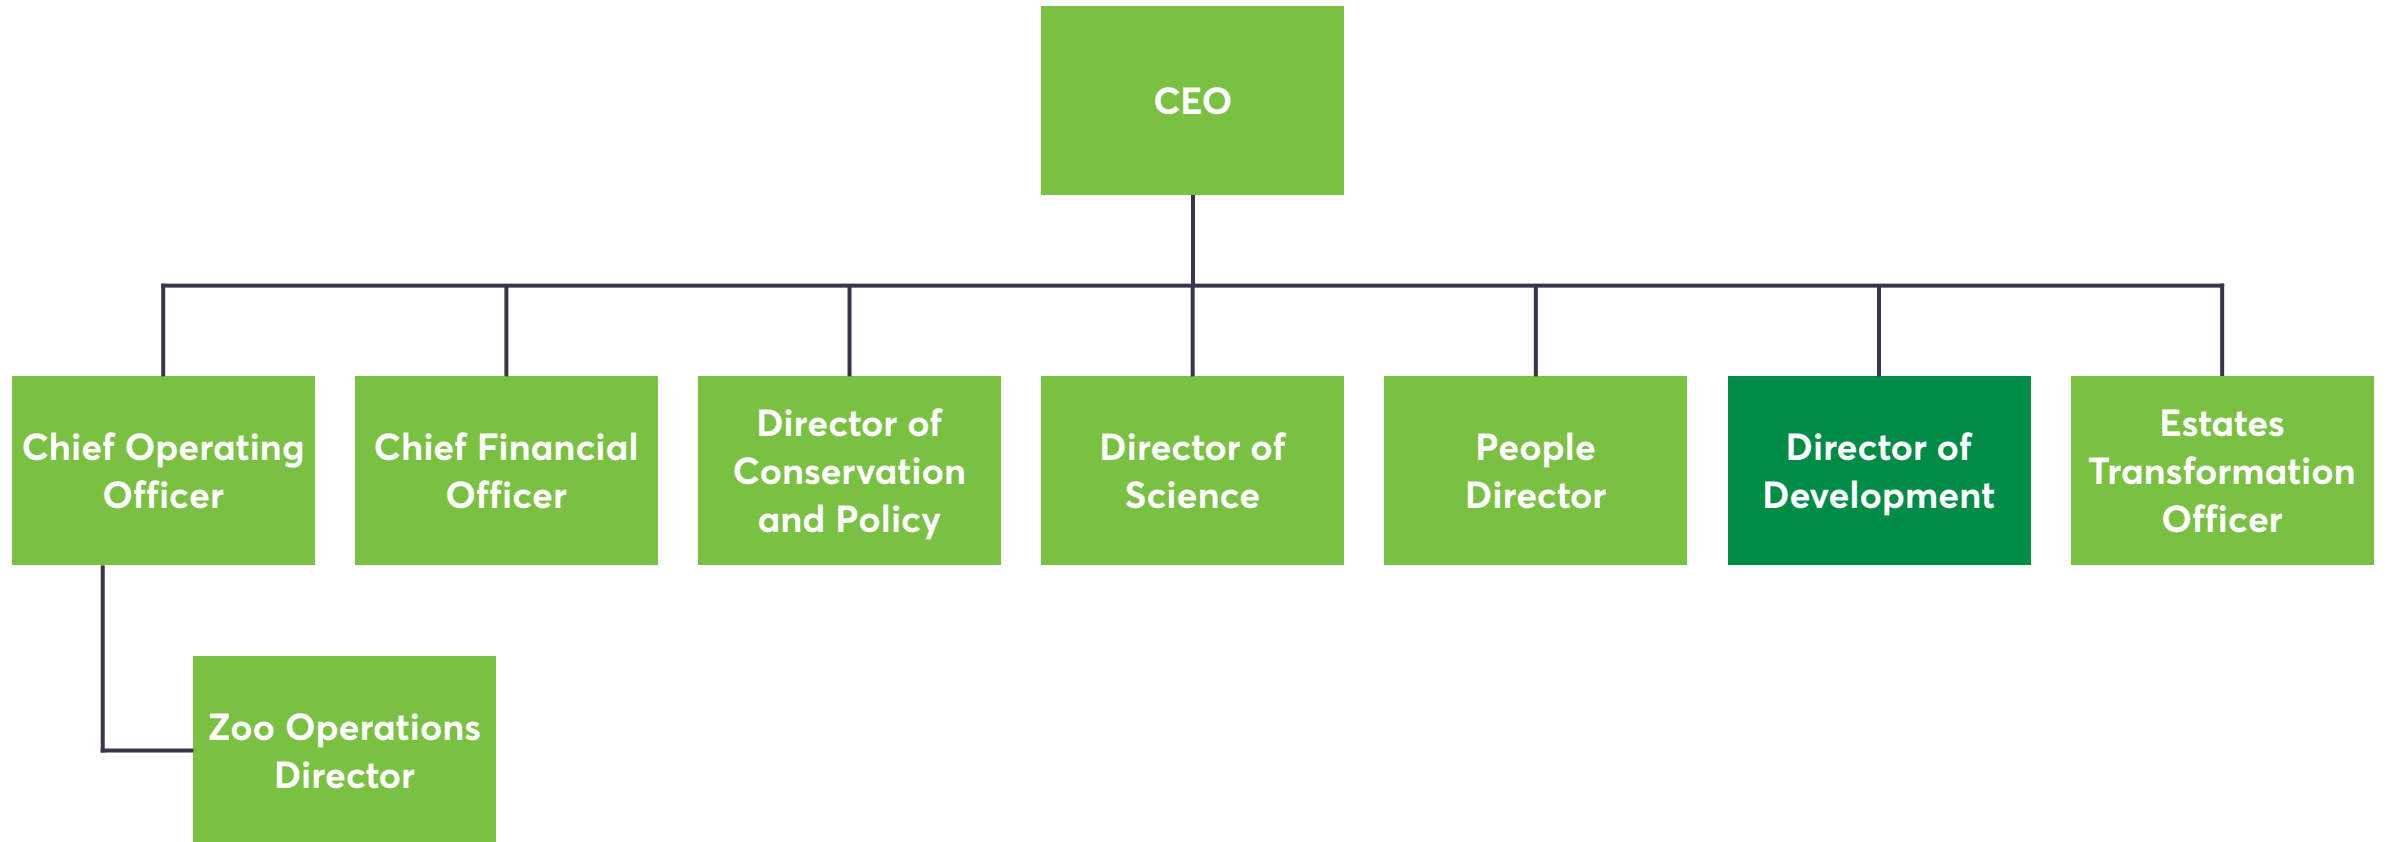 CEO
Chief Operating
Officer
Chief Financial
Officer
Director of
Conservation
and Policy
Director of
Science
People
Director
Director of
Development
Estates
Transformation
Officer
Zoo Operations
Director